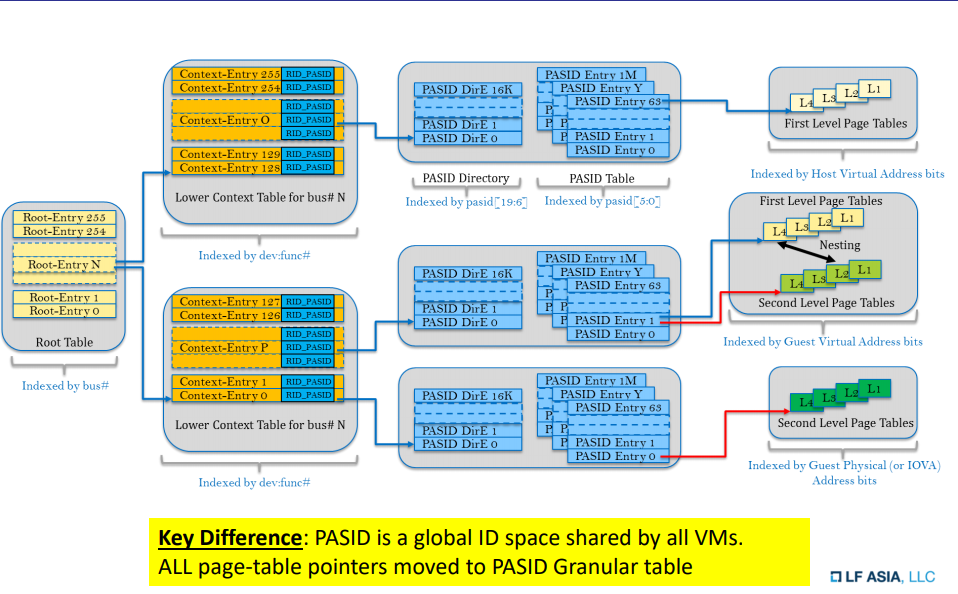 Root-Entry 255
Root-Entry 254
Root-Entry N
Root-Entry 1
Root-Entry 0
Root Table
Indexed by bus#
Context-Entry 255 RID_PASID
Context-Entry 254 RID_PASID
RID_PASID
Context-Entry O RID_PASID
RID_PASID
Context-Entry 129 RID_PASID
Context-Entry 128 RID_PASID
Lower Context Table for bus# N
Indexed by dev:func#
Context-Entry 127 RID_PASID
Context-Entry 126 RID_PASID
RID_PASID
Context-Entry P RID_PASID
RID_PASID
Context-Entry 1 RID_PASID
Context-Entry 0 RID_PASID
Lower Context Table for bus# N
Indexed by dev:func#
PASID DirE 16K
PASID DirE 1
PASID DirE 0
PASID Entry 1M
PASID Entry Y
PASID Entry 63
P
P
P
PASID Entry 1
PASID Entry 0
PASID Directory
Indexed by pasid[19:6]
PASID Table
Indexed by pasid[5:0]
L4 L3 L2 L1
First Level Page Tables
Indexed by Host Virtual Address bits
PASID DirE 16K
PASID DirE 1
PASID DirE 0
PASID Entry 1M
PASID Entry Y
PASID Entry 63
P
P
P
PASID Entry 1
PASID Entry 0
First Level Page Tables
L4 L3 L2 L1
Nesting
L4 L3 L2 L1
Second Level Page Tables
Indexed by Guest Virtual Address bits
PASID DirE 16K
PASID DirE 1
PASID DirE 0
PASID Entry 1M
PASID Entry Y
PASID Entry 63
P
P
P
PASID Entry 1
PASID Entry 0
L4 L3 L2 L1
Second Level Page Tables
Indexed by Guest Physical (or IOVA)
Address bits
Key Difference: PASID is a global ID space shared by all VMs.
ALL page-table pointers moved to PASID Granular table
LF ASIA, LLC